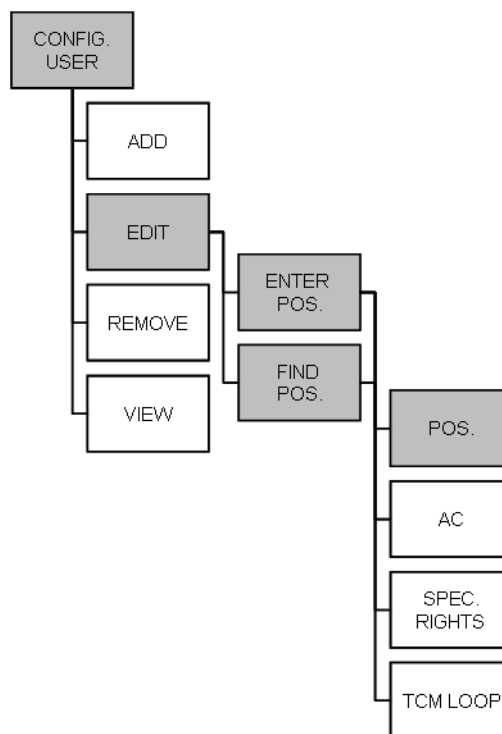 CONFIG.
USER
ADD
EDIT
REMOVE
VIEW
ENTER
POS.
FIND
POS.
POS.
AC
SPEC.
RIGHTS
TCM LOOP